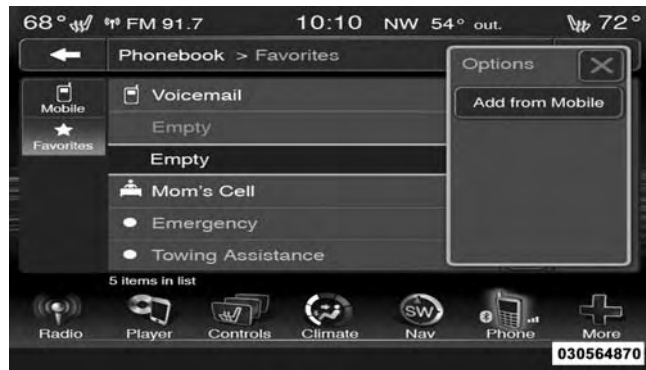 68° FM 91.7 10:10 NW 54° out. 72°
Phonebook > Favorites
Options
Mobile
Voicemail
Add from Mobile
Empty
Favorites
Empty
Mom's Cell
Emergency
Towing Assistance
5 items in list
SW
Radio Player Controls Climate Nav Phone More
030564870